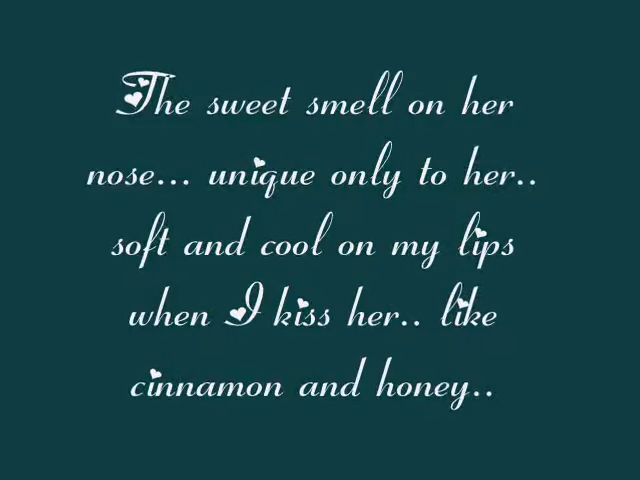 The sweet smell on her
nose... unique only to her..
soft and cool on my lips
when I kiss her.. like
cinnamon and honey..